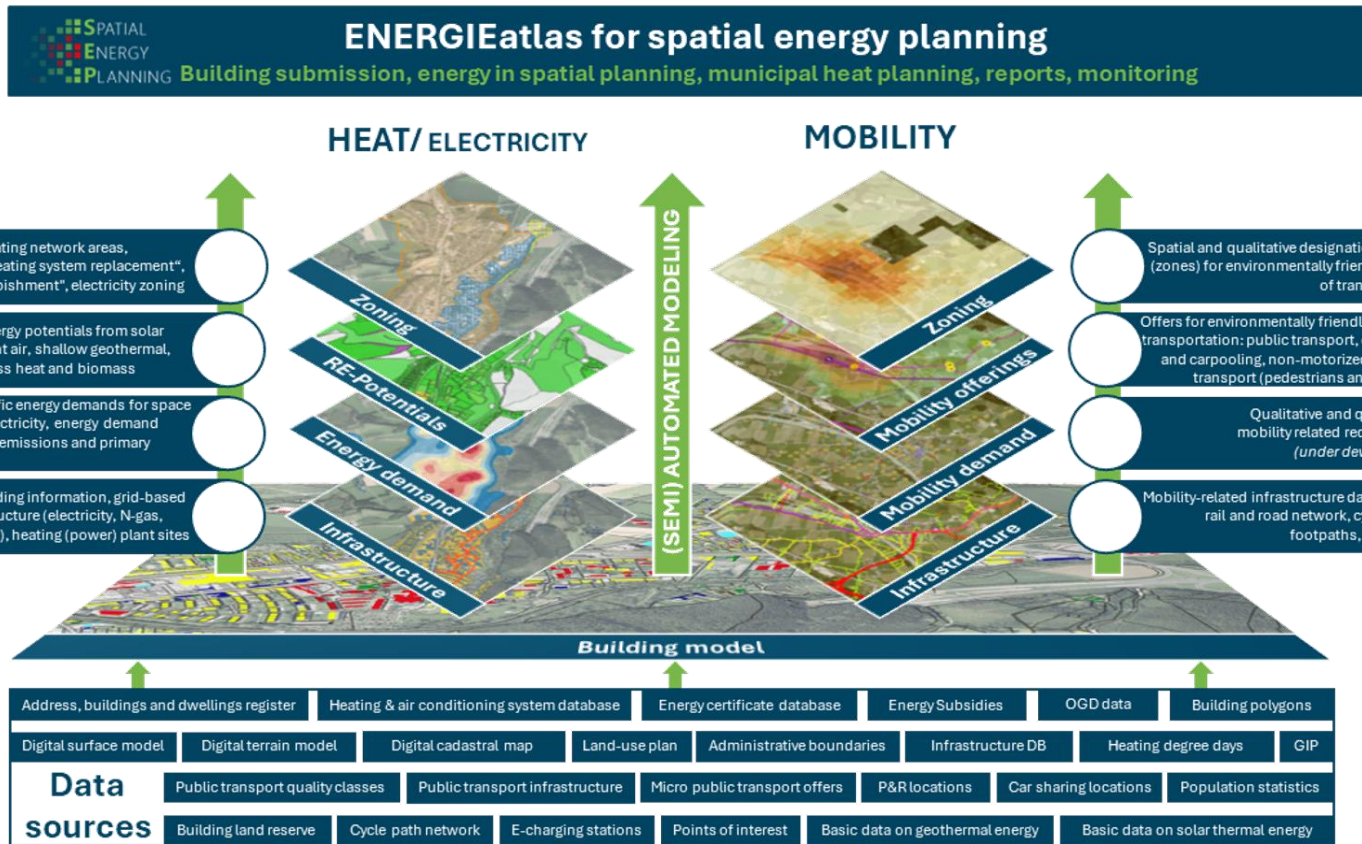 SPATIAL
ENERGY
PLANNING
ENERGIEatlas for spatial energy planning
Building submission, energy in spatial planning, municipal heat planning, reports, monitoring
HEAT/ ELECTRICITY
MOBILITY
ating network areas,
eating system replacement“,
bishment", electricity zoning
ergy potentials from solar
nt air, shallow geothermal,
ss heat and biomass
fic energy demands for space
ctricity, energy demand
emissions and primary
ding information, grid-based
ucture (electricity, N-gas,
), heating (power) plant sites
Zoning
RE-Potentials
Energy demand
Infrastructure
(SEMI) AUTOMATED MODELING
Zoning
Mobility offerings
Mobility demand
Infrastructure
Spatial and qualitative designati
(zones) for environmentally frien
of tran
Offers for environmentally friendl
transportation: public transport,
and carpooling, non-motorize
transport (pedestrians an
Qualitative and q
mobility related rec
(under dev
Mobility-related infrastructure da
rail and road network, c
footpaths,
Building model
Address, buildings and dwellings register
Heating & air conditioning system database
Energy certificate database
Energy Subsidies
OGD data
Building polygons
Digital surface model
Digital terrain model
Digital cadastral map
Land-use plan
Administrative boundaries
Infrastructure DB
Heating degree days
GIP
Data
sources
Public transport quality classes
Public transport infrastructure
Micro public transport offers
P&R locations
Car sharing locations
Population statistics
Building land reserve
Cycle path network
E-charging stations
Points of interest
Basic data on geothermal energy
Basic data on solar thermal energy